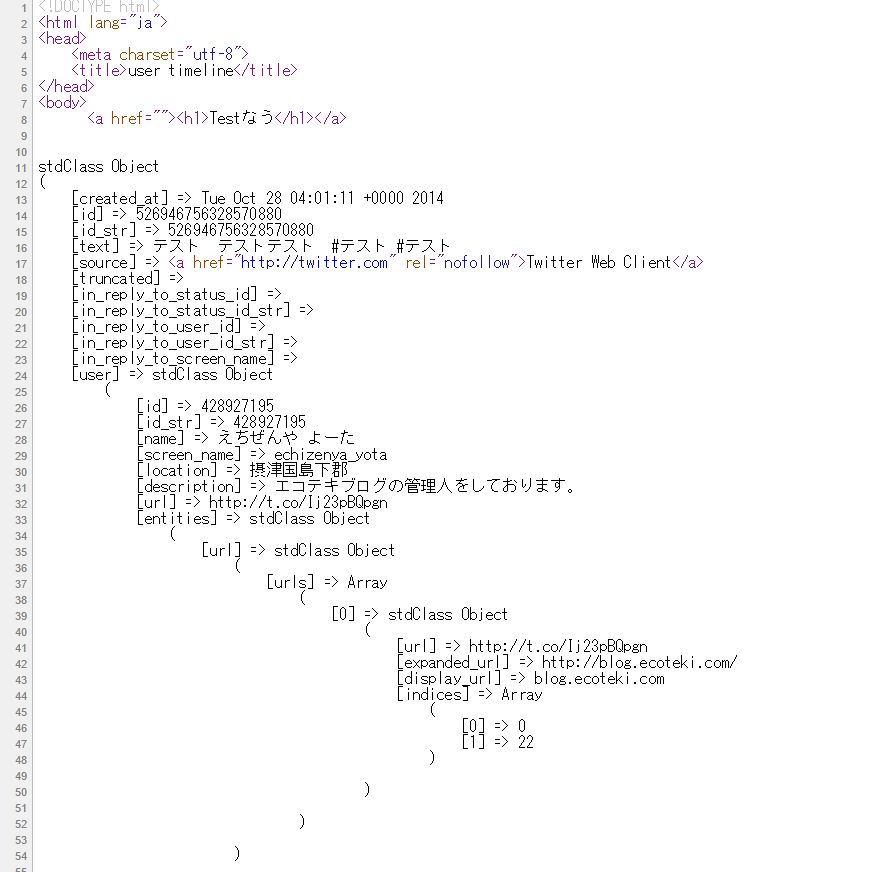 1 <!DOCTYPE html>
2 <html lang="ja">
3 <head>
4 <meta charset="utf-8">
5 <title>user timeline</title>
6 </head>
7 <body>
8 <a href=""><h1>Testなう</h1></a>
9
10
11 stdClass Object
12 (
13 [created_at] => Tue Oct 28 04:01:11 +0000 2014
14 [id] => 526946756328570880
15 [id_str] => 526946756328570880
16 [text] => テスト　テストテスト　#テスト #テスト
17 [source] => <a href="http://twitter.com" rel="nofollow">Twitter Web Client</a>
18 [truncated] =>
19 [in_reply_to_status_id] =>
20 [in_reply_to_status_id_str] =>
21 [in_reply_to_user_id] =>
22 [in_reply_to_user_id_str] =>
23 [in_reply_to_screen_name] =>
24 [user] => stdClass Object
25 (
26 [id] => 428927195
27 [id_str] => 428927195
28 [name] => えちぜんや よーた
29 [screen_name] => echizenya_yota
30 [location] => 摂津国島下郡
31 [description] => エコテキブログの管理人をしております。
32 [url] => http://t.co/Ij23pBQpgn
33 [entities] => stdClass Object
34 (
35 [url] => stdClass Object
36 (
37 [urls] => Array
38 (
39 [0] => stdClass Object
40 (
41 [url] => http://t.co/Ij23pBQpgn
42 [expanded_url] => http://blog.ecoteki.com/
43 [display_url] => blog.ecoteki.com
44 [indices] => Array
45 (
46 [0] => 0
47 [1] => 22
48 )
49
50 )
51
52 )
53
54 )
55